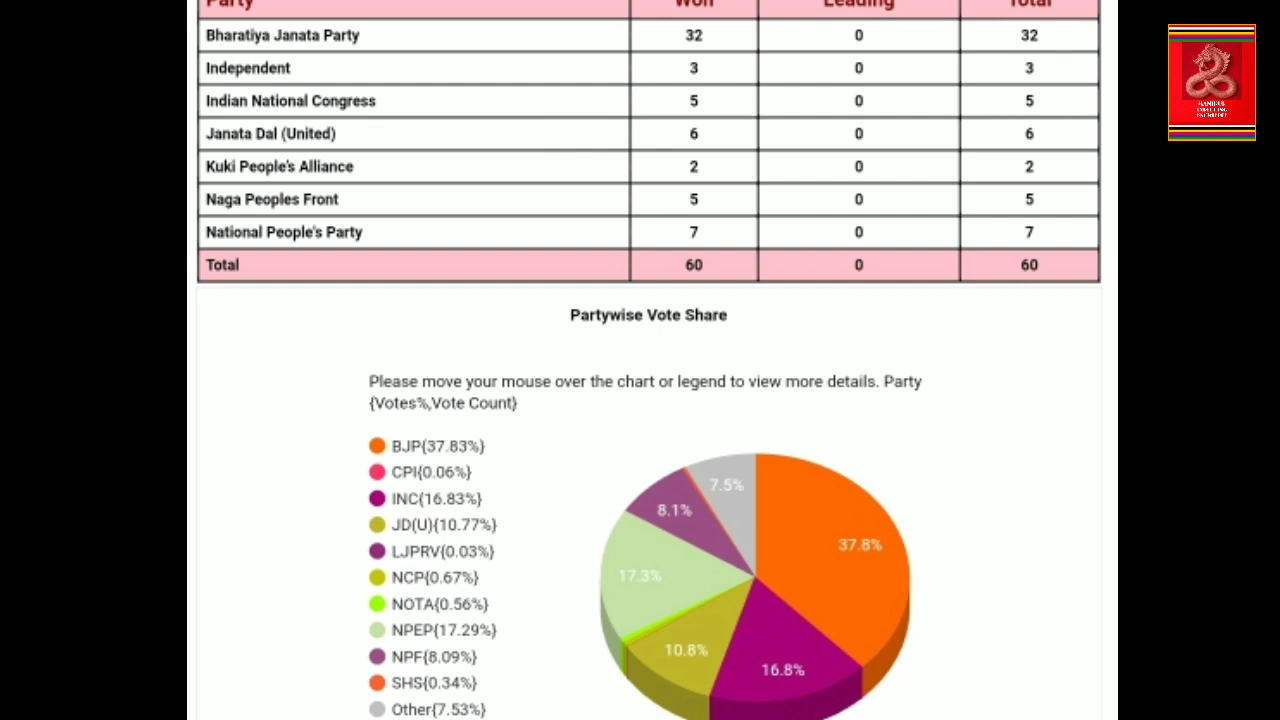 Party Won Leading Total
Bharatiya Janata Party 32 0 32
Independent 3 0 3
Indian National Congress 5 0 5
Janata Dal (United) 6 0 6
Kuki People's Alliance 2 0 2
Naga Peoples Front 5 0 5
National People's Party 7 0 7
Total 60 0 60
Partywise Vote Share
Please move your mouse over the chart or legend to view more details. Party
{Votes%,Vote Count}
BJP{37.83%}
CPI{0.06%}
INC{16.83%}
JD(U){10.77%}
LJPRV{0.03%}
NCP{0.67%}
NOTA{0.56%}
NPEP{17.29%}
NPF{8.09%}
SHS{0.34%}
Other{7.53%}
7.5%
8.1%
37.8%
17.3%
10.8%
16.8%